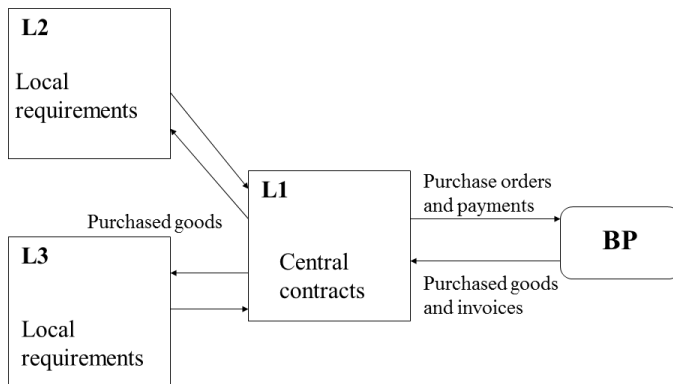 L2
Local
requirements
Purchased goods
L3
Local
requirements
L1
Central
contracts
Purchase orders
and payments
BP
Purchased goods
and invoices